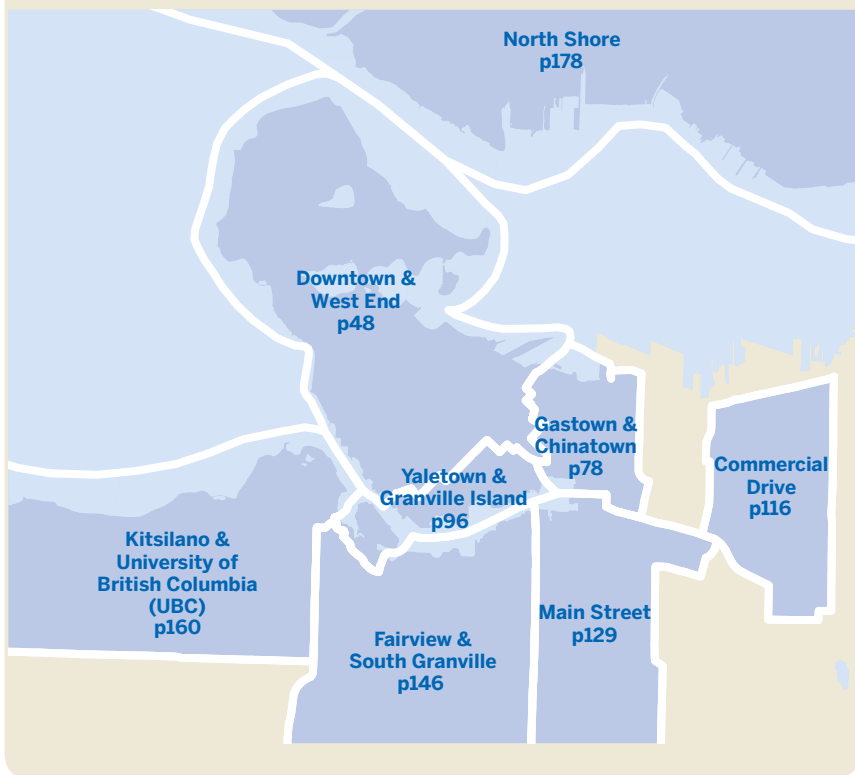 North Shore
p178
Downtown &
West End
p48
Gastown &
Chinatown
p78
Commercial
Drive
p116
Yaletown &
Granville Island
p96
Kitsilano &
University of
British Columbia
(UBC)
p160
Main Street
p129
Fairview &
South Granville
p146